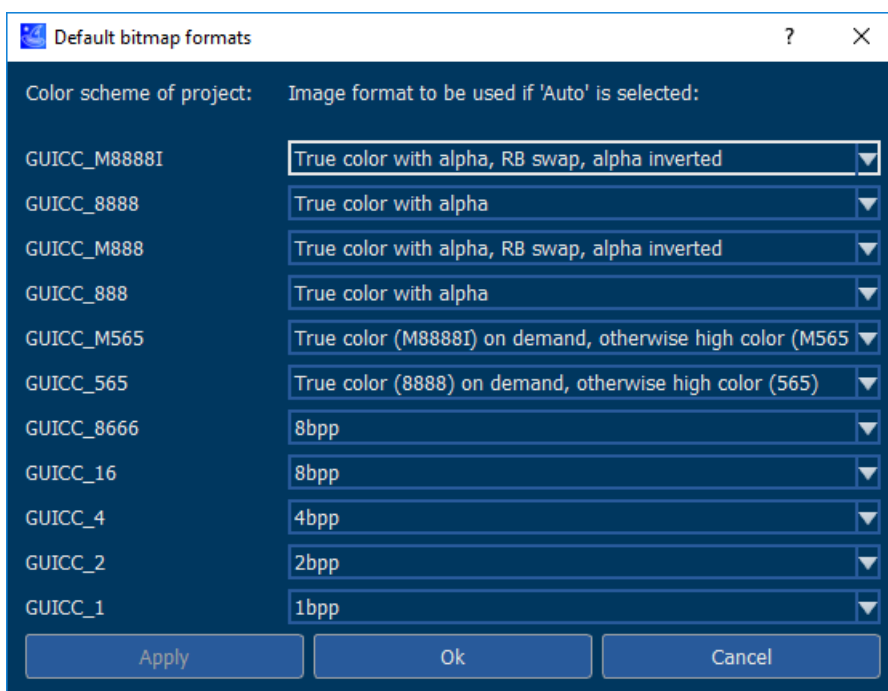 Default bitmap formats ?
Color scheme of project: Image format to be used if 'Auto' is selected:
GUICC_M8888I True color with alpha, RB swap, alpha inverted
GUICC_8888 True color with alpha
GUICC_M888 True color with alpha, RB swap, alpha inverted
GUICC_888 True color with alpha
GUICC_M565 True color (M8888I) on demand, otherwise high color (M565
GUICC_565 True color (8888) on demand, otherwise high color (565)
GUICC_8666 8bpp
GUICC_16 8bpp
GUICC_4 4bpp
GUICC_2 2bpp
GUICC_1 1bpp
Apply Ok Cancel